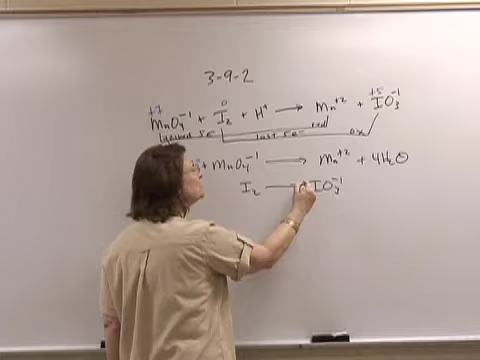 3-9-2
+7 0 +5
MnO₄⁻¹ + I₂ + H⁺ → Mn⁺² + IO₃⁻¹
gained 5e⁻ red
lost 5e⁻ ox
+ MnO₄⁻¹ → Mn⁺² + 4H₂O
I₂ → IO₃⁻¹